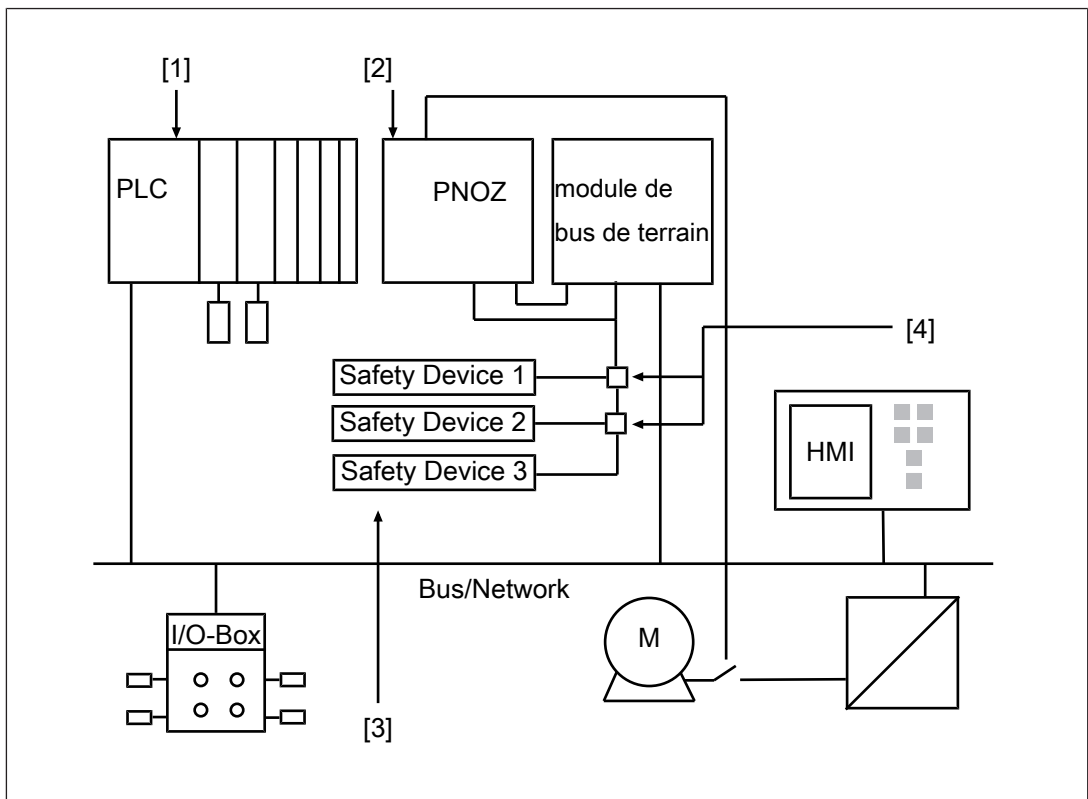 [1]
[2]
PLC
PNOZ
module de
bus de terrain
[4]
Safety Device 1
Safety Device 2
Safety Device 3
HMI
Bus/Network
I/O-Box
M
[3]